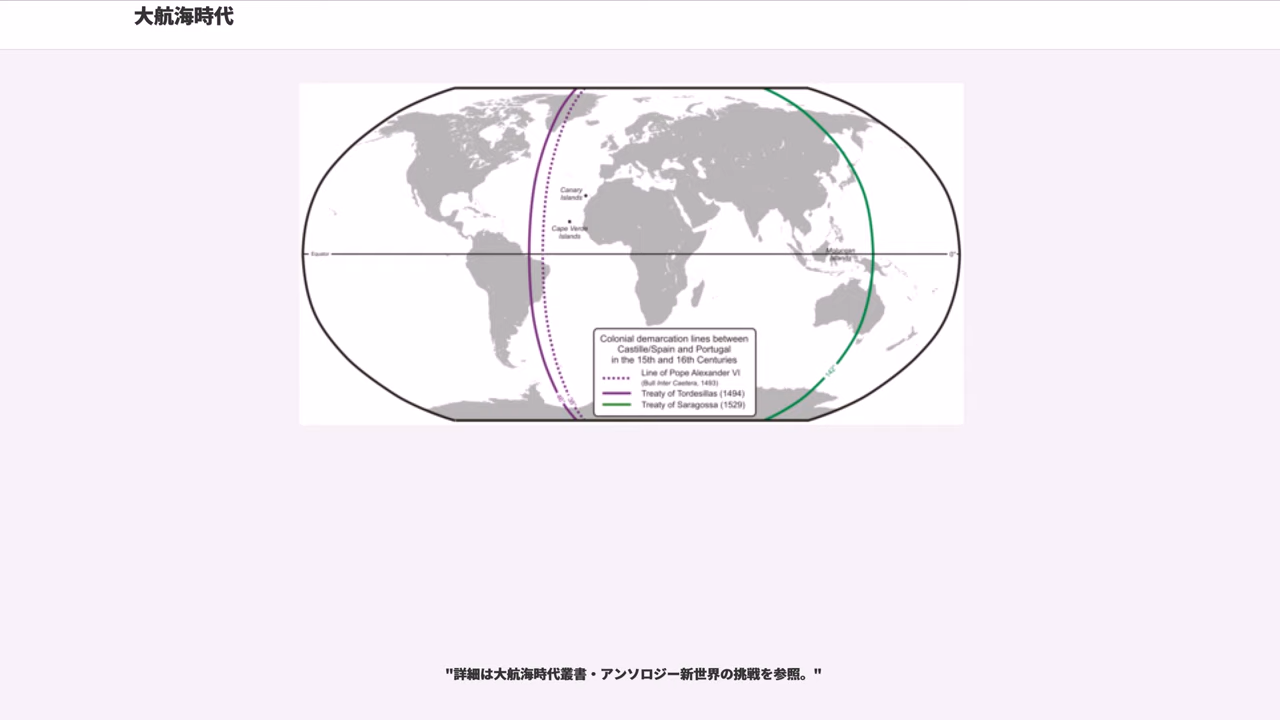 大航海時代
Canary
Islands
Cape Verde
Islands
Equator
0°
Moluccan
Islands
Colonial demarcation lines between
Castille/Spain and Portugal
in the 15th and 16th Centuries
Line of Pope Alexander VI
(Bull Inter Caetera, 1493)
Treaty of Tordesillas (1494)
Treaty of Saragossa (1529)
142°
"詳細は大航海時代叢書・アンソロジー新世界の挑戦を参照。"